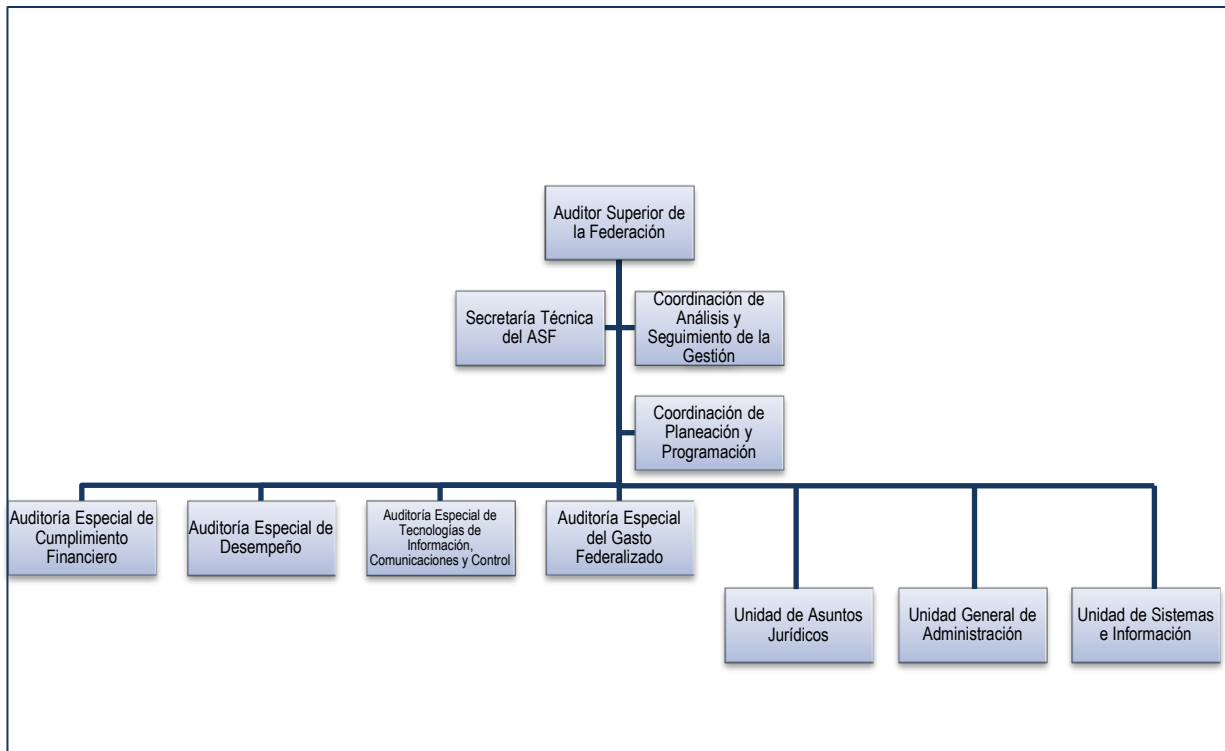 Auditor Superior de
la Federación
Secretaría Técnica
del ASF
Coordinación de
Análisis y
Seguimiento de la
Gestión
Coordinación de
Planeación y
Programación
Auditoría Especial de
Cumplimiento
Financiero
Auditoría Especial de
Desempeño
Auditoría Especial de
Tecnologías de
Información,
Comunicaciones y Control
Auditoría Especial
del Gasto
Federalizado
Unidad de Asuntos
Jurídicos
Unidad General de
Administración
Unidad de Sistemas
e Información